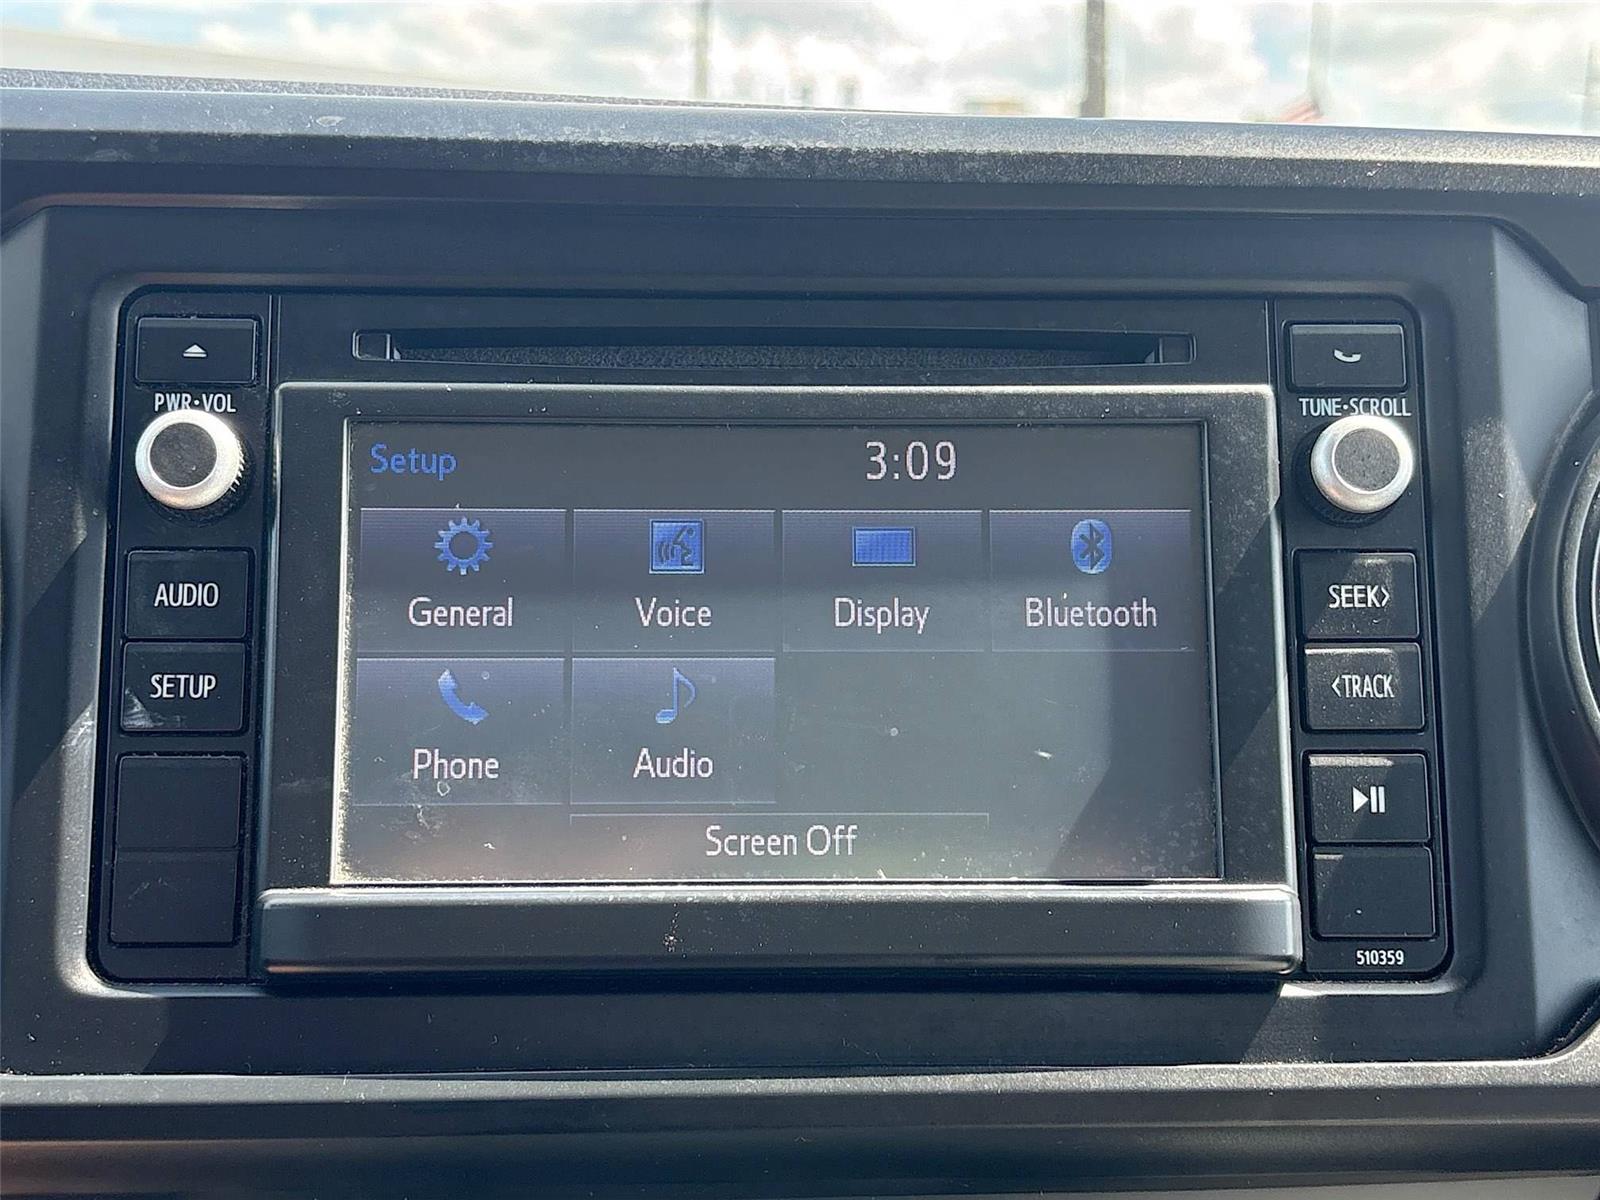 PWR•VOL
TUNE•SCROLL
Setup
3:09
General
Voice
Display
Bluetooth
Phone
Audio
Screen Off
AUDIO
SETUP
SEEK>
<TRACK
510359